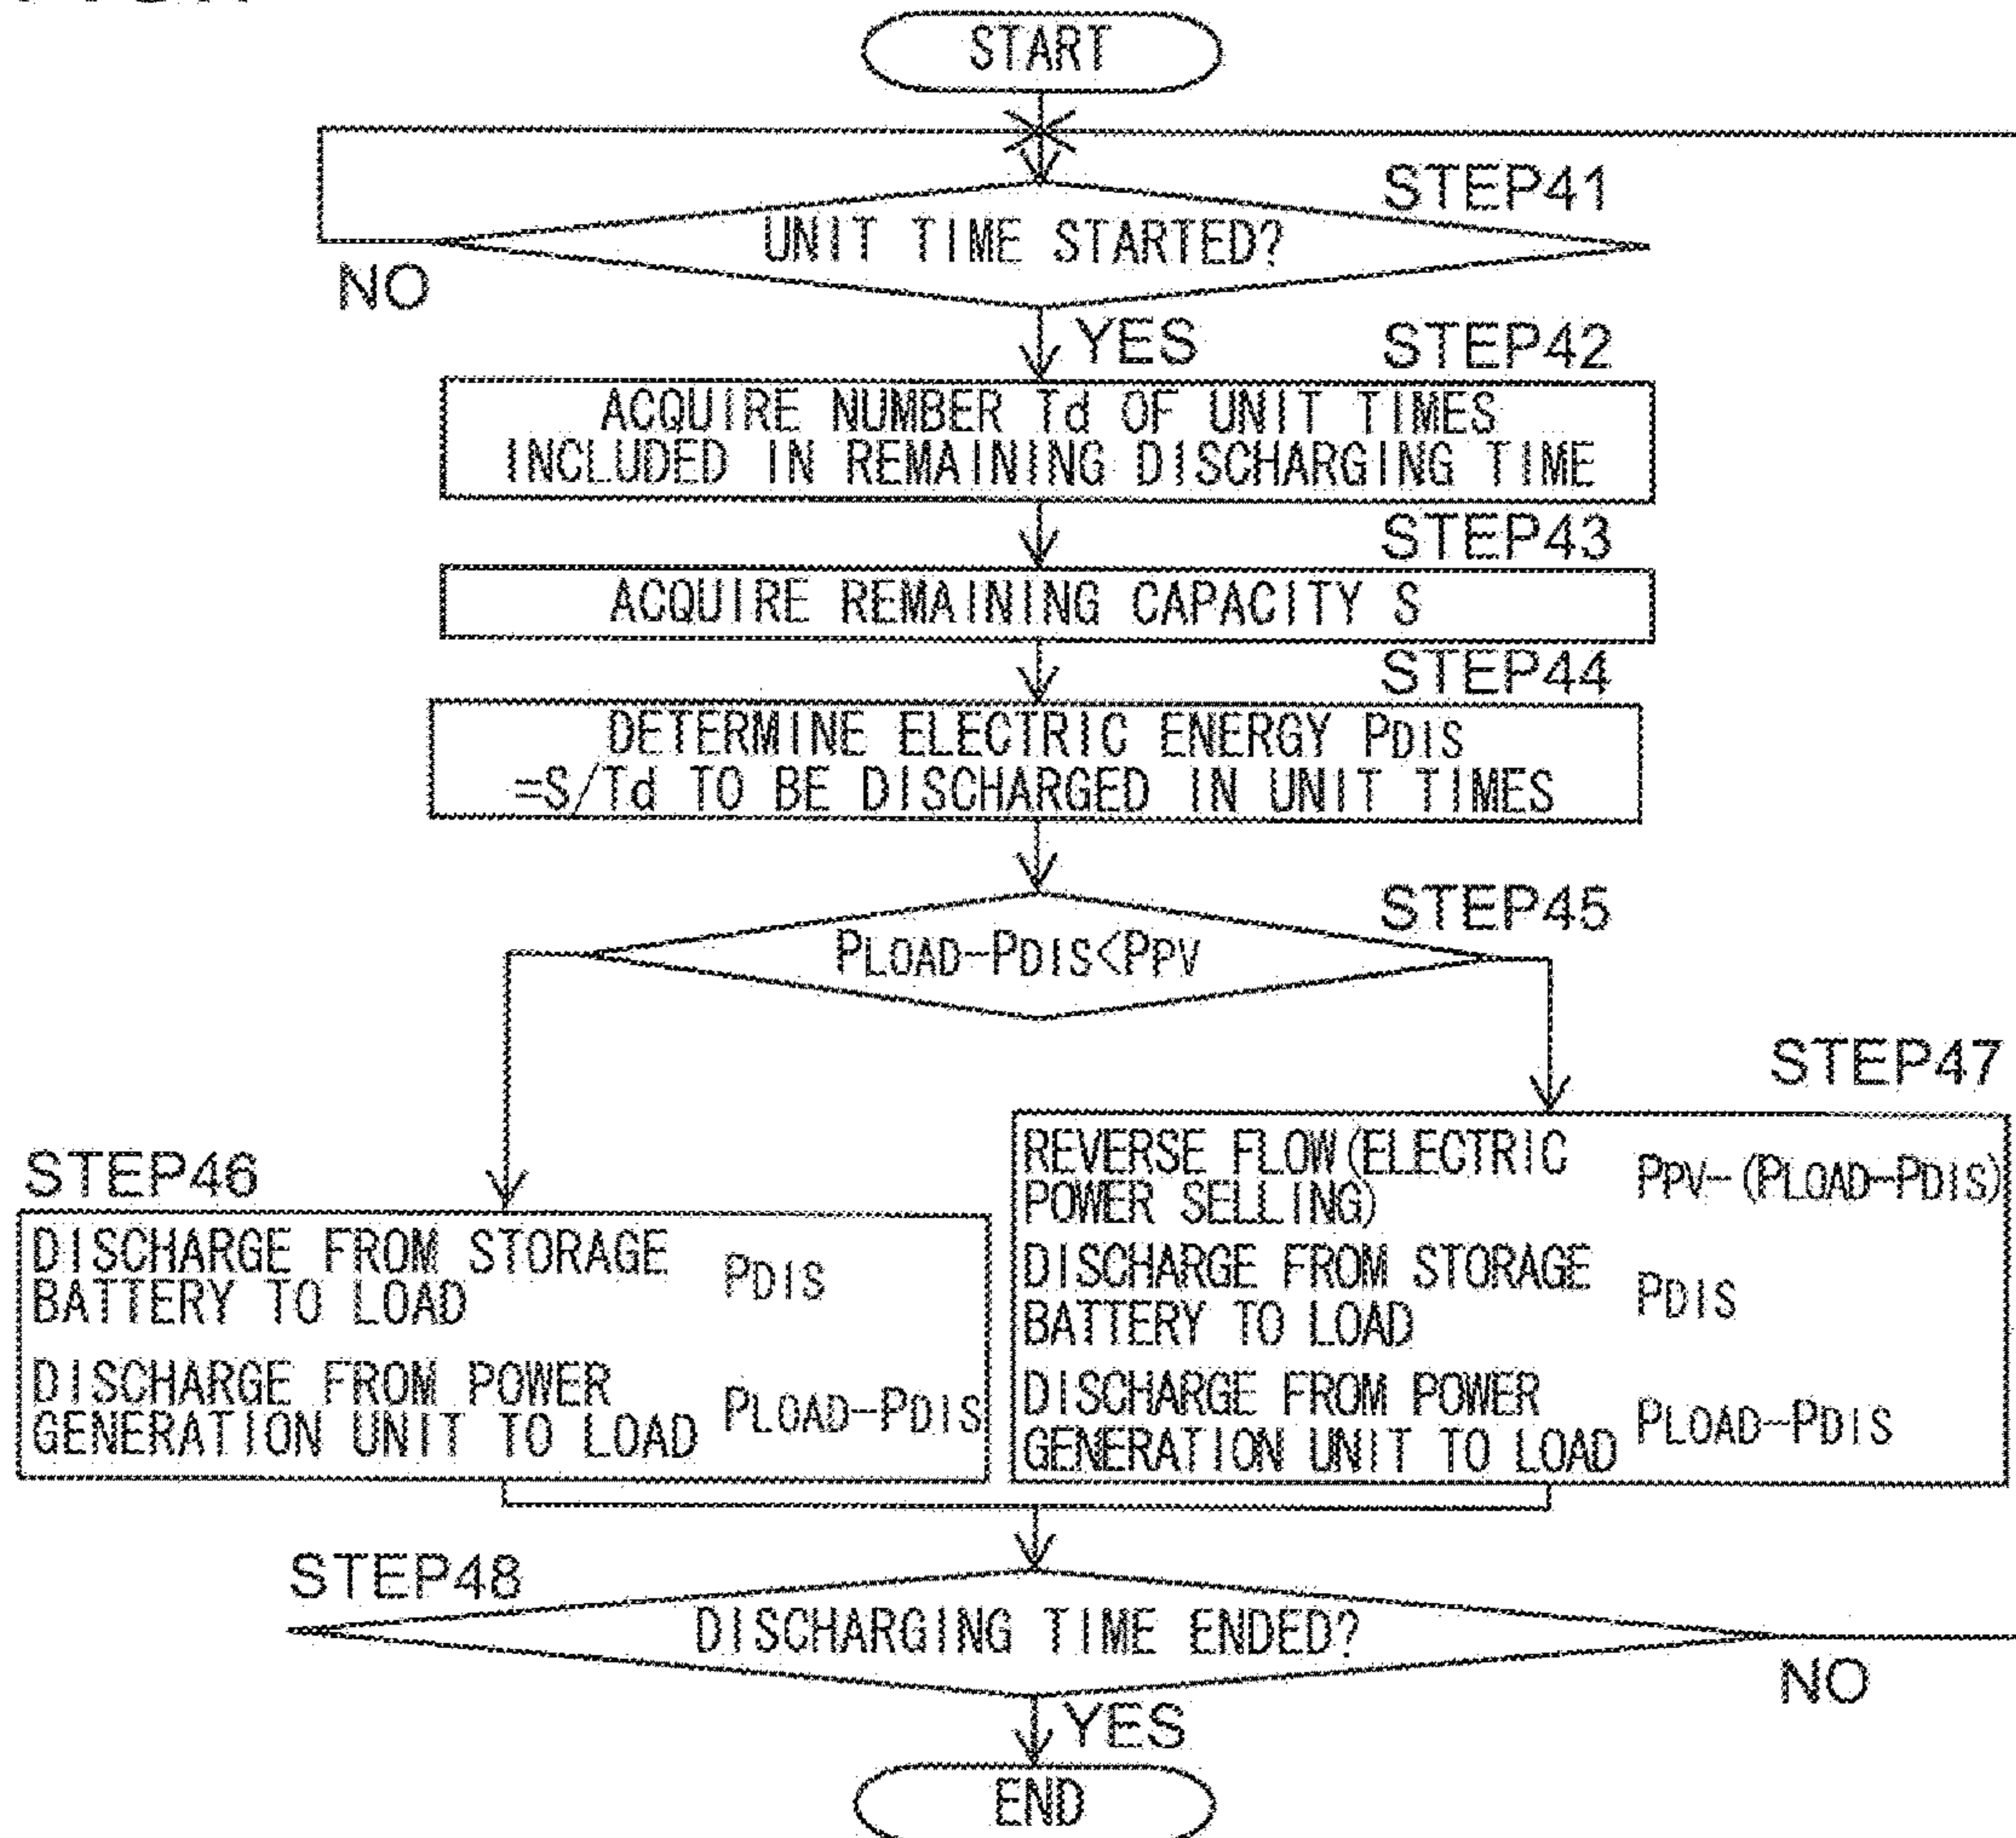 START
STEP41
UNIT TIME STARTED?
NO
YES
STEP42
ACQUIRE NUMBER Td OF UNIT TIMES
INCLUDED IN REMAINING DISCHARGING TIME
STEP43
ACQUIRE REMAINING CAPACITY S
STEP44
DETERMINE ELECTRIC ENERGY PDIS
=S/Td TO BE DISCHARGED IN UNIT TIMES
STEP45
PLOAD-PDIS<PPV
STEP46
DISCHARGE FROM STORAGE
BATTERY TO LOAD
PDIS
DISCHARGE FROM POWER
GENERATION UNIT TO LOAD
PLOAD-PDIS
STEP47
REVERSE FLOW(ELECTRIC
POWER SELLING)
PPV-(PLOAD-PDIS)
DISCHARGE FROM STORAGE
BATTERY TO LOAD
PDIS
DISCHARGE FROM POWER
GENERATION UNIT TO LOAD
PLOAD-PDIS
STEP48
DISCHARGING TIME ENDED?
NO
YES
END